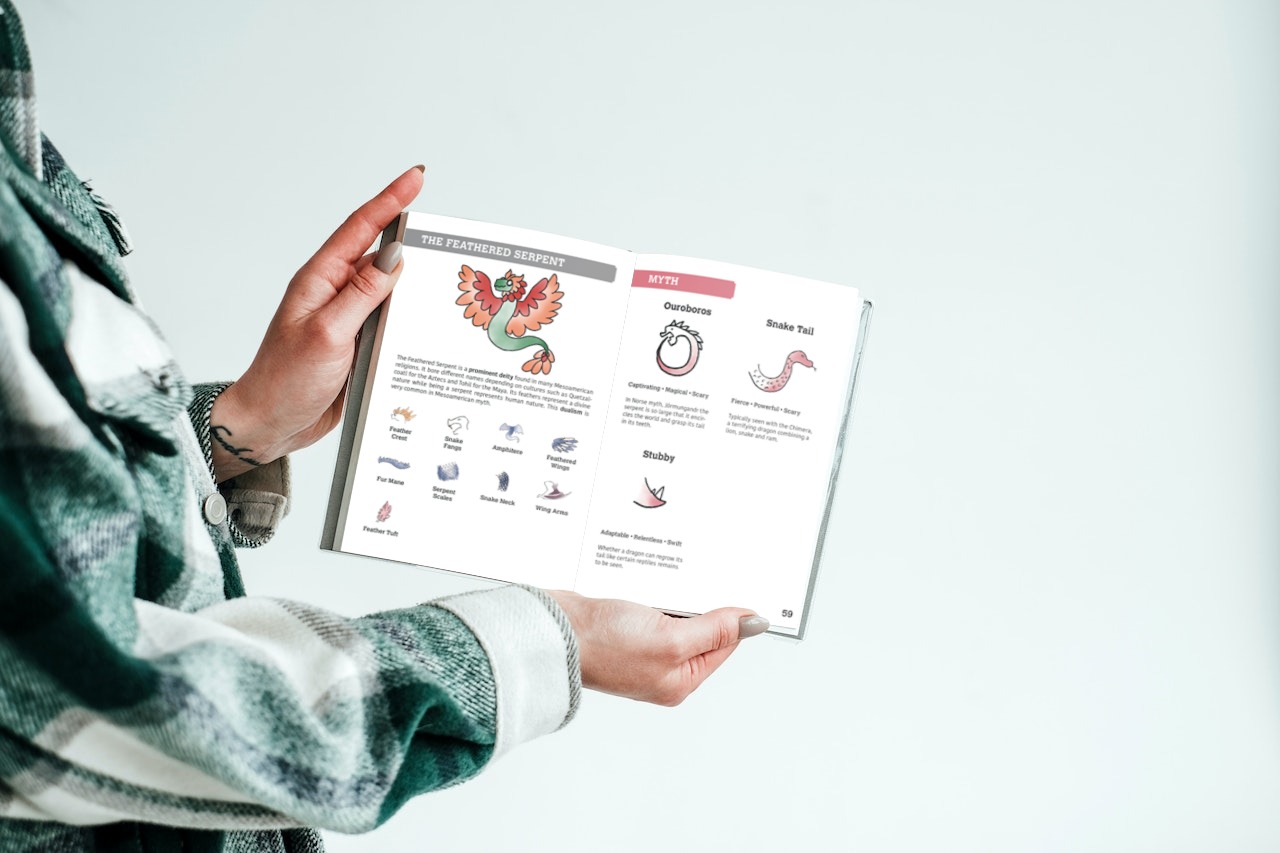 THE FEATHERED SERPENT
The Feathered Serpent is a prominent deity found in many Mesoamerican
religions. It bore different names depending on cultures such as Quetzal-
coatl for the Aztecs and Tohil for the Maya. Its feathers represent a divine
nature while being a serpent represents human nature. This dualism is
very common in Mesoamerican myth.
Feather
Crest
Snake
Fangs
Amphitere
Feathered
Wings
Fur Mane
Serpent
Scales
Snake Neck
Wing Arms
Feather Tuft
MYTH
Ouroboros
Captivating • Magical • Scary
In Norse myth, Jörmungandr the
serpent is so large that it encir-
cles the world and grasp its tail
in its teeth.
Snake Tail
Fierce • Powerful • Scary
Typically seen with the Chimera,
a terrifying dragon combining a
lion, snake and ram.
Stubby
Adaptable • Relentless • Swift
Whether a dragon can regrow its
tail like certain reptiles remains
to be seen.
59